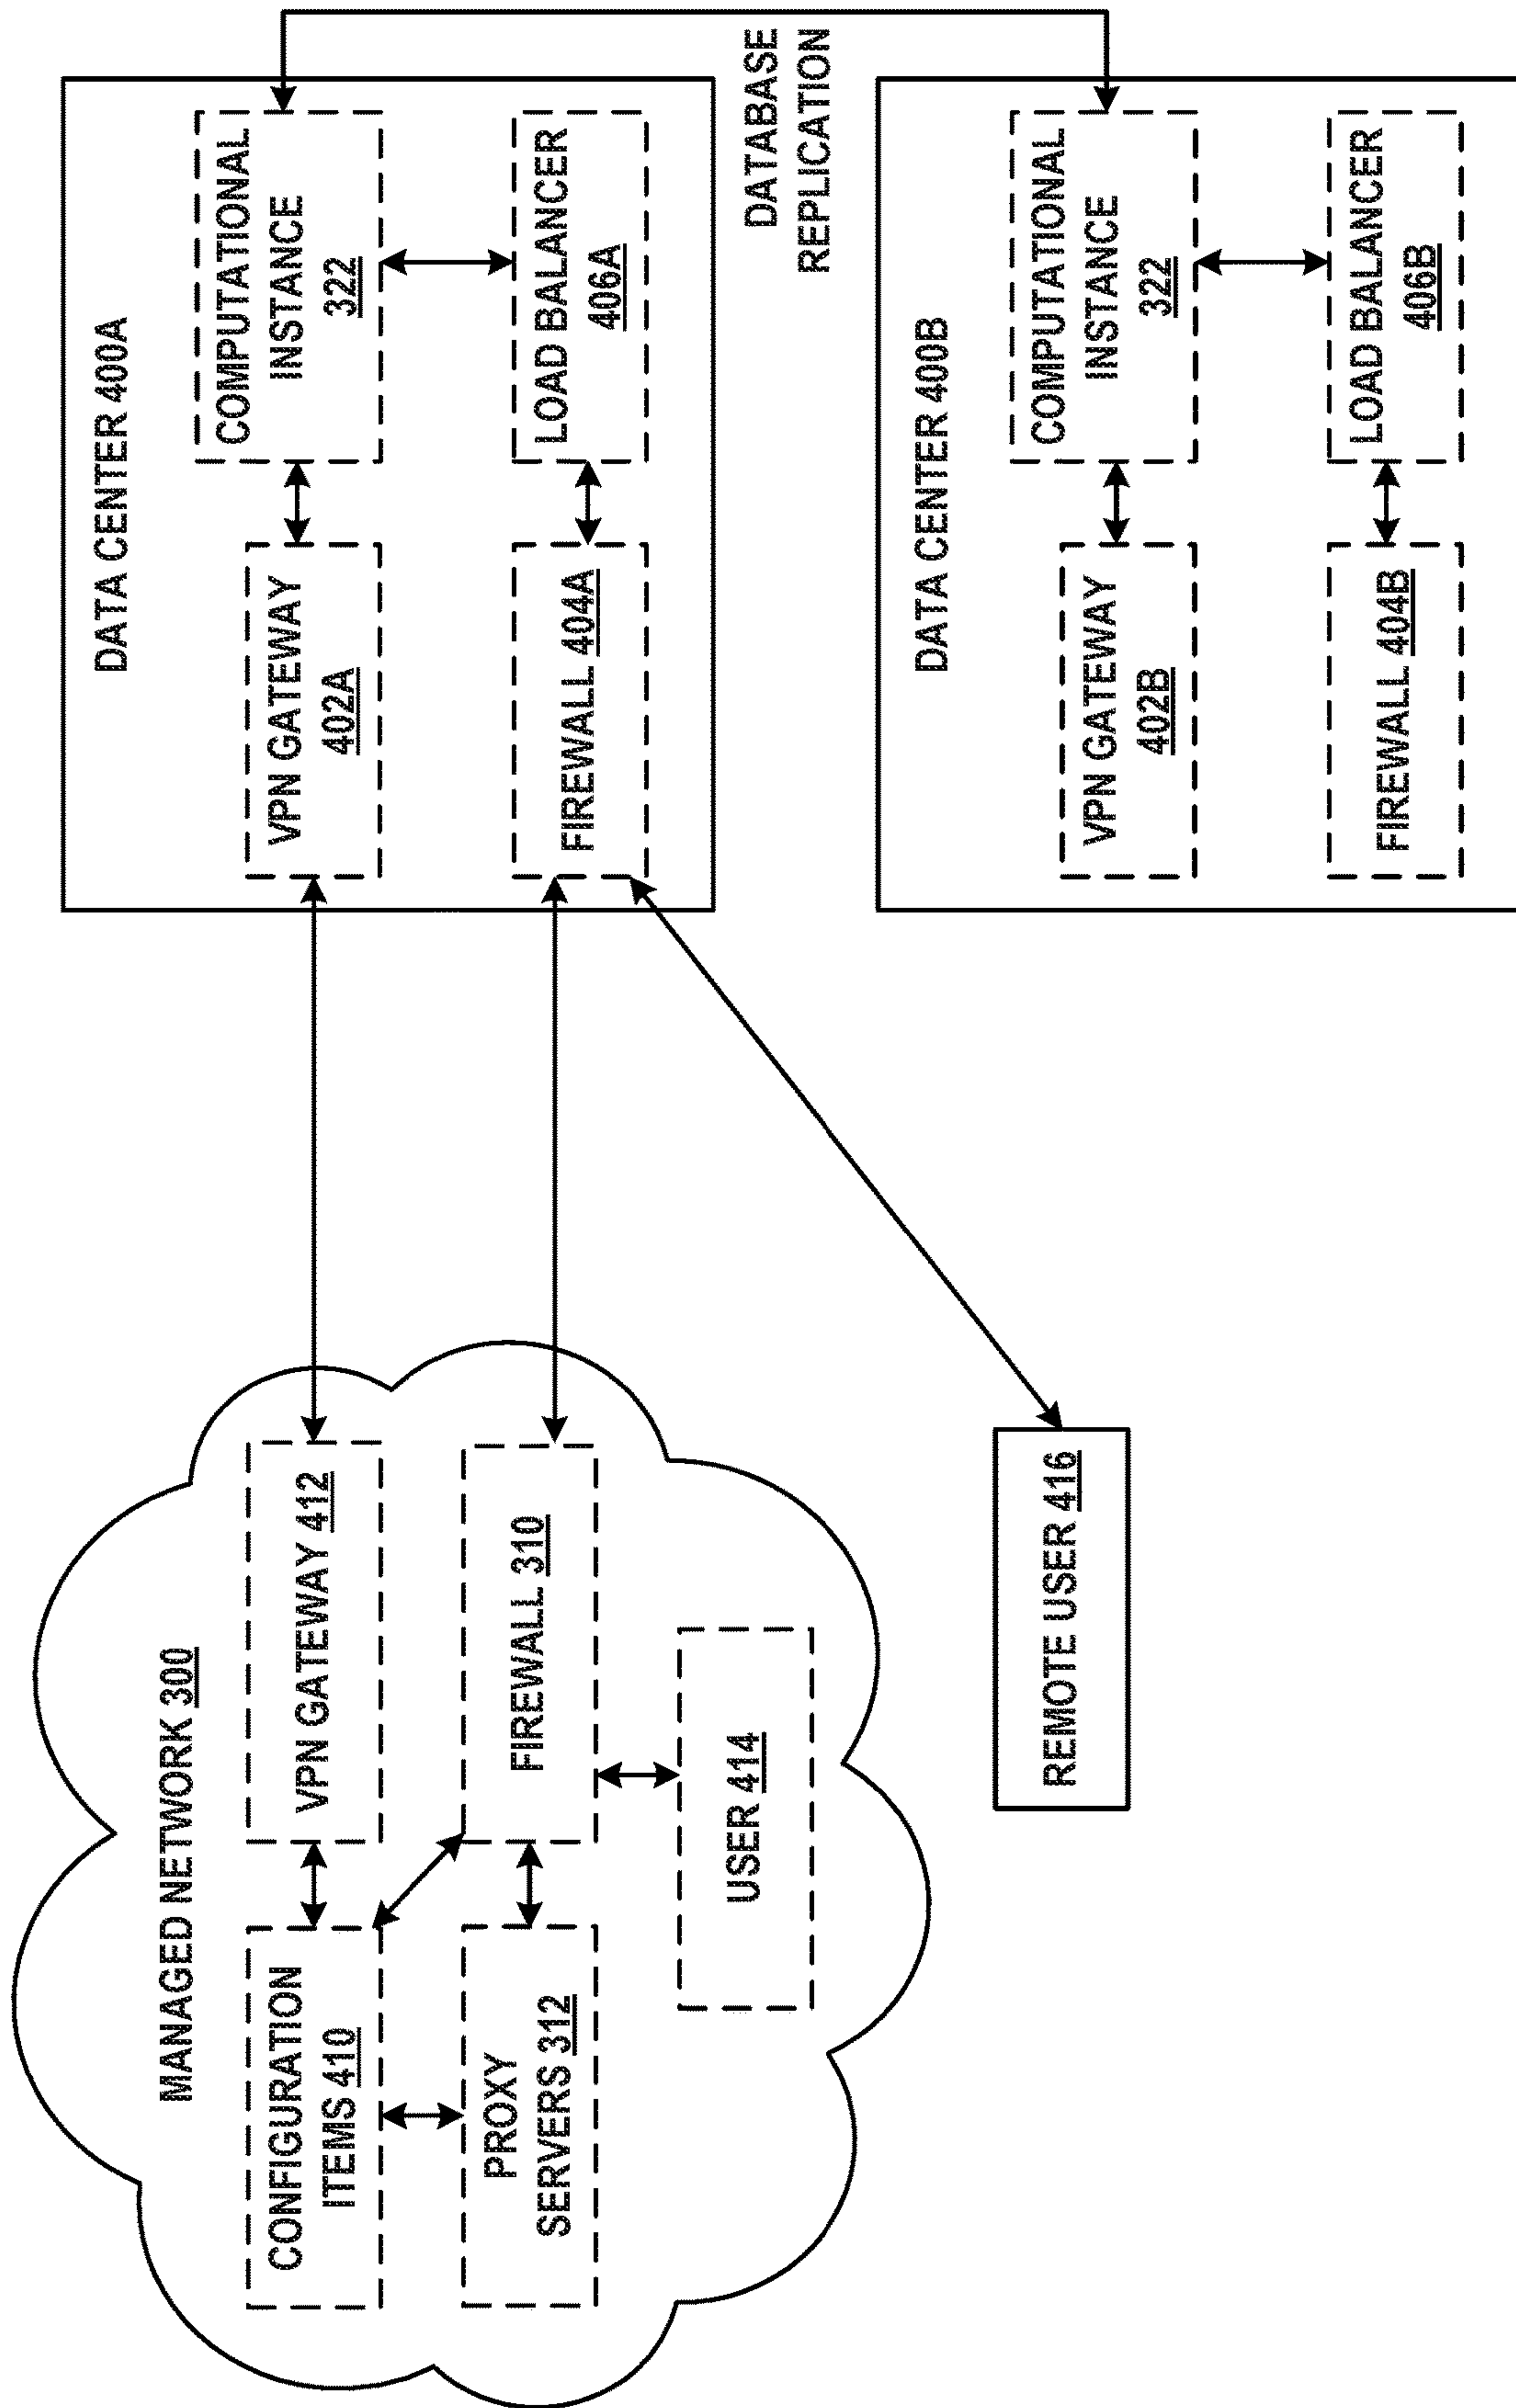 MANAGED NETWORK 300
CONFIGURATION
ITEMS 410
VPN GATEWAY 412
PROXY
SERVERS 312
FIREWALL 310
USER 414
REMOTE USER 416
DATA CENTER 400A
VPN GATEWAY
402A
COMPUTATIONAL
INSTANCE
322
FIREWALL 404A
LOAD BALANCER
406A
DATABASE
REPLICATION
DATA CENTER 400B
VPN GATEWAY
402B
COMPUTATIONAL
INSTANCE
322
FIREWALL 404B
LOAD BALANCER
406B